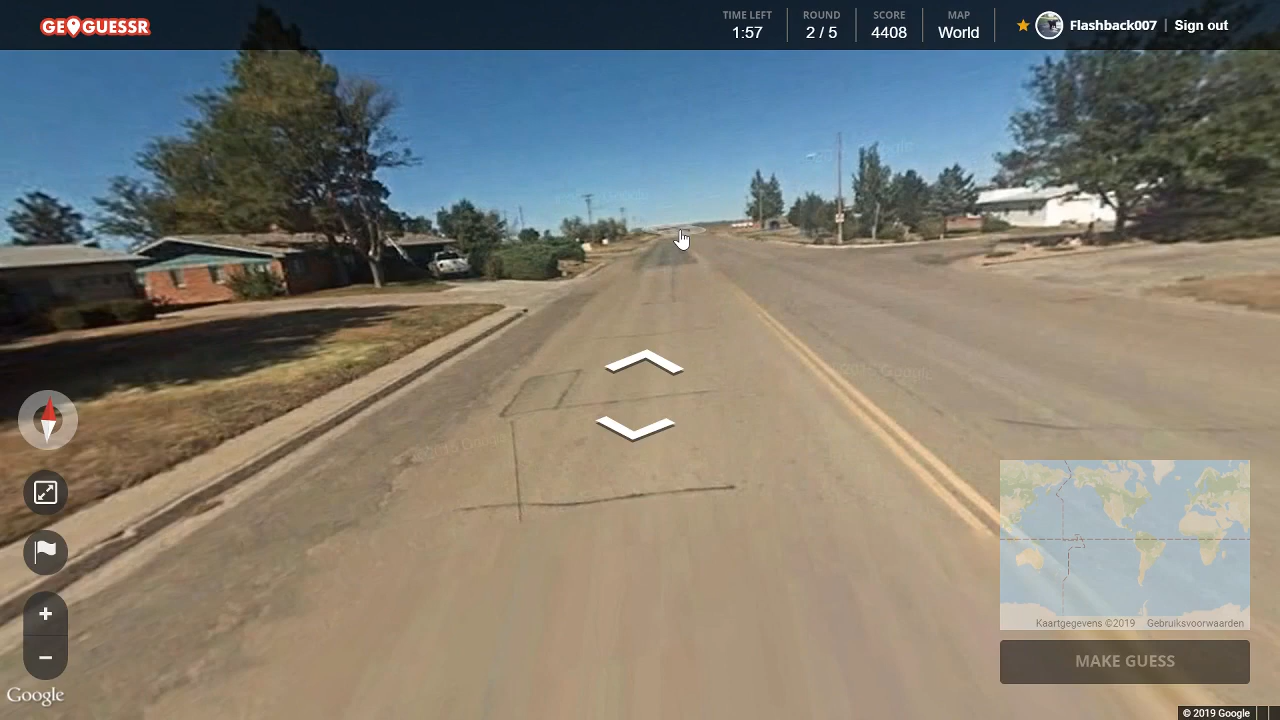 GEOGUESSR
TIME LEFT
1:57
ROUND
2 / 5
SCORE
4408
MAP
World
Flashback007 | Sign out
Kaartgegevens ©2019 Gebruiksvoorwaarden
MAKE GUESS
Google
© 2019 Google